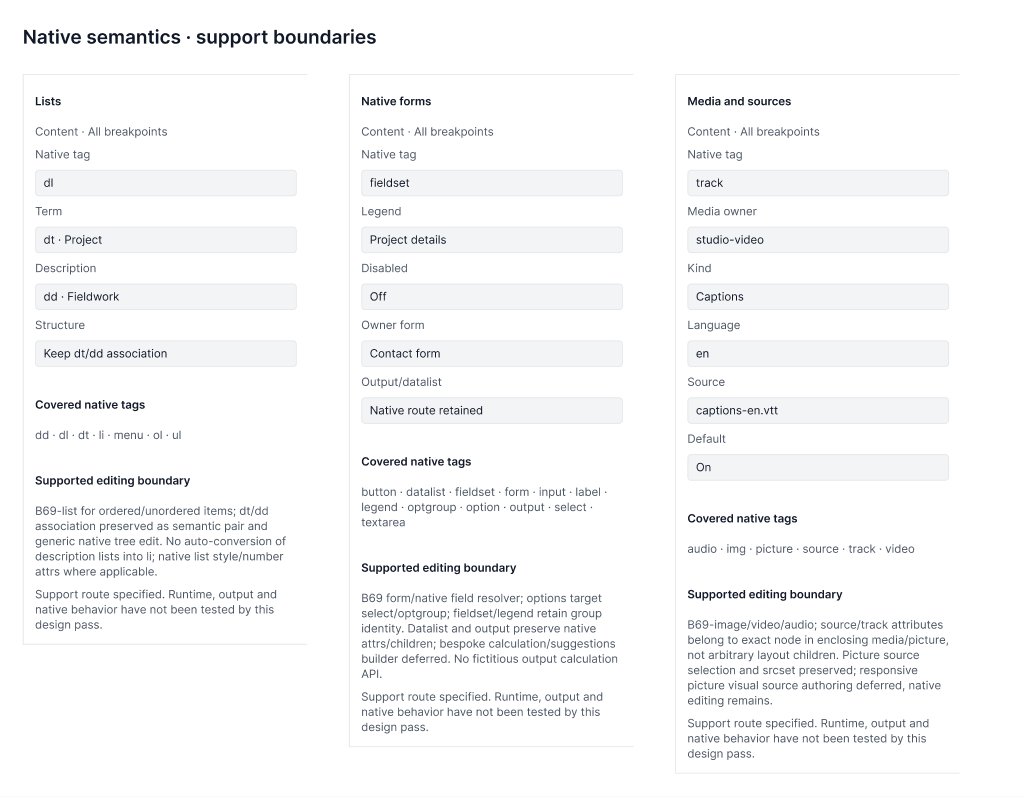 Native semantics · support boundaries
Lists
Content · All breakpoints
Native tag
dl
Term
dt · Project
Description
dd · Fieldwork
Structure
Keep dt/dd association
Covered native tags
dd · dl · dt · li · menu · ol · ul
Supported editing boundary
B69-list for ordered/unordered items; dt/dd
association preserved as semantic pair and
generic native tree edit. No auto-conversion of
description lists into li; native list style/number
attrs where applicable.
Support route specified. Runtime, output and
native behavior have not been tested by this
design pass.
Native forms
Content · All breakpoints
Native tag
fieldset
Legend
Project details
Disabled
Off
Owner form
Contact form
Output/datalist
Native route retained
Covered native tags
button · datalist · fieldset · form · input · label ·
legend · optgroup · option · output · select ·
textarea
Supported editing boundary
B69 form/native field resolver; options target
select/optgroup; fieldset/legend retain group
identity. Datalist and output preserve native
attrs/children; bespoke calculation/suggestions
builder deferred. No fictitious output calculation
API.
Support route specified. Runtime, output and
native behavior have not been tested by this
design pass.
Media and sources
Content · All breakpoints
Native tag
track
Media owner
studio-video
Kind
Captions
Language
en
Source
captions-en.vtt
Default
On
Covered native tags
audio · img · picture · source · track · video
Supported editing boundary
B69-image/video/audio; source/track attributes
belong to exact node in enclosing media/picture,
not arbitrary layout children. Picture source
selection and srcset preserved; responsive
picture visual source authoring deferred, native
editing remains.
Support route specified. Runtime, output and
native behavior have not been tested by this
design pass.